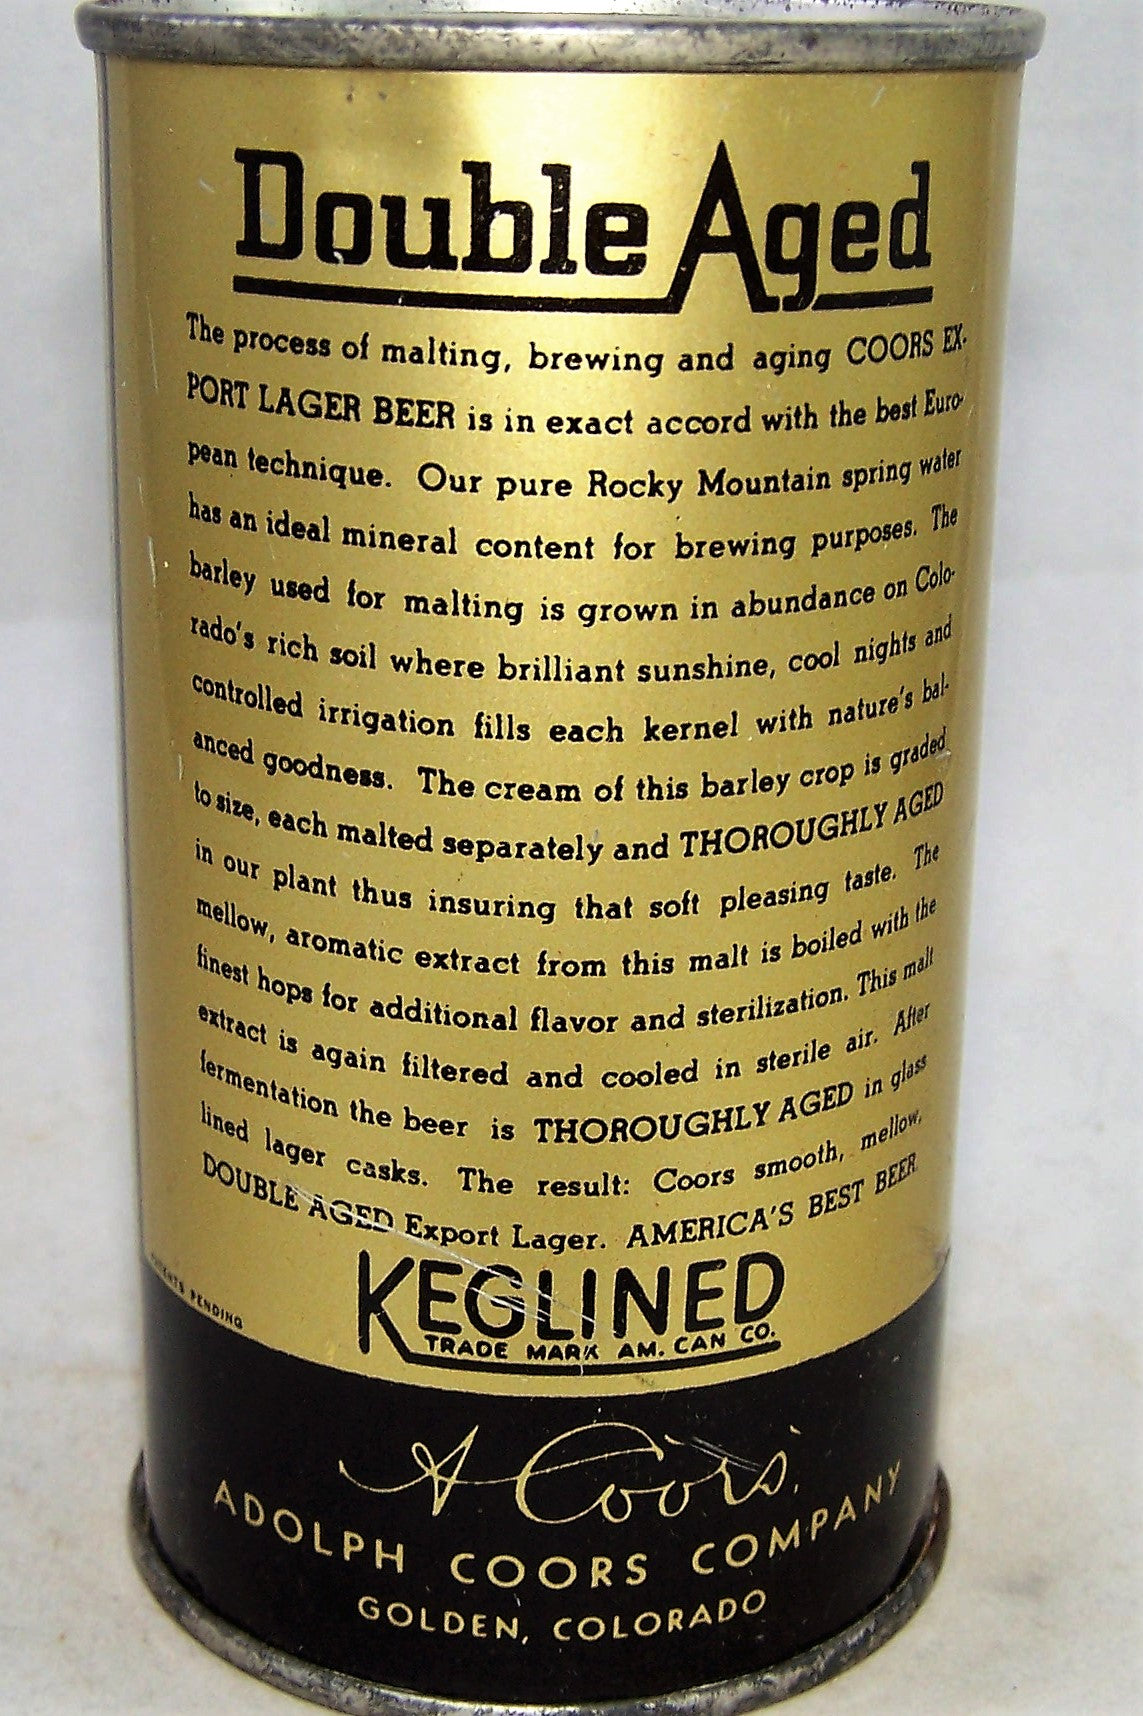 Double Aged
The process of malting, brewing and aging COORS EX-
PORT LAGER BEER is in exact accord with the best Euro-
pean technique. Our pure Rocky Mountain spring water
has an ideal mineral content for brewing purposes. The
barley used for malting is grown in abundance on Colo-
rado's rich soil where brilliant sunshine, cool nights and
controlled irrigation fills each kernel with nature's bal-
anced goodness. The cream of this barley crop is graded
to size, each malted separately and THOROUGHLY AGED
in our plant thus insuring that soft pleasing taste. The
mellow, aromatic extract from this malt is boiled with the
finest hops for additional flavor and sterilization. This malt
extract is again filtered and cooled in sterile air. After
fermentation the beer is THOROUGHLY AGED in glass
lined lager casks. The result: Coors smooth, mellow,
DOUBLE AGED Export Lager. AMERICA'S BEST BEER
PENDING
KEGLINED
TRADE MARK AM. CAN CO.
A Coors
ADOLPH COORS COMPANY
GOLDEN, COLORADO